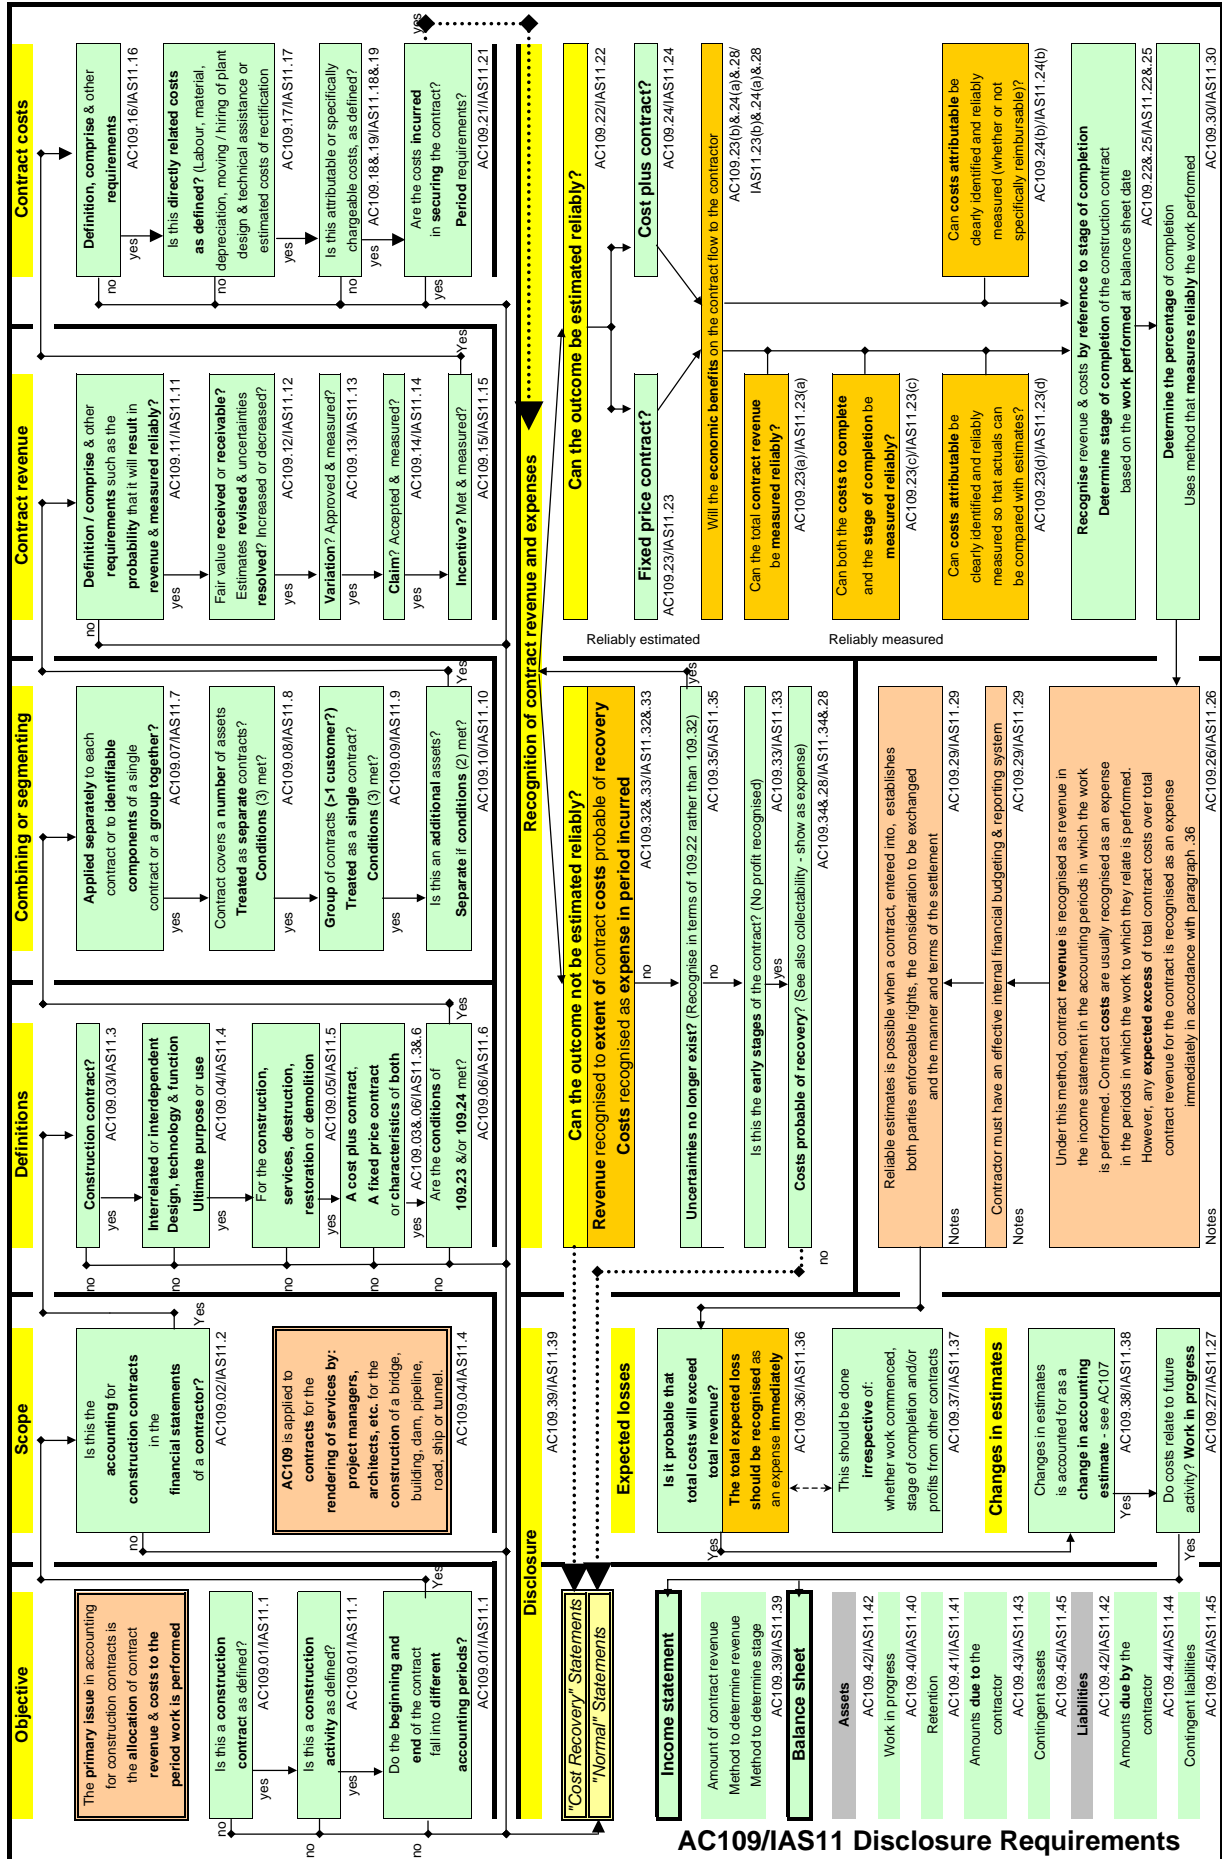 Objective
The primary issue in accounting
for construction contracts is
the allocation of contract
revenue & costs to the
period work is performed
no
Is this a construction
contract as defined?
AC109.01/IAS11.1
yes
Is this a construction
activity as defined?
AC109.01/IAS11.1
yes
no
Do the beginning and
end of the contract
fall into different
accounting periods?
Yes
AC109.01/IAS11.1
Scope
Is this the
accounting for
construction contracts
in the
financial statements
of a contractor?
no
Yes
AC109.02/IAS11.2
AC109 is applied to
contracts for the
rendering of services by:
project managers,
architects, etc. for the
construction of a bridge,
building, dam, pipeline,
road, ship or tunnel.
AC109.04/IAS11.4
Definitions
Construction contract?
no
yes
AC109.03/IAS11.3
Interrelated or interdependent
Design, technology & function
Ultimate purpose or use
no
yes
AC109.04/IAS11.4
For the construction,
services, destruction,
restoration or demolition
no
yes
AC109.05/IAS11.5
A cost plus contract,
A fixed price contract
or characteristics of both
no
yes
AC109.03&.06/IAS11.3&.6
Are the conditions of
109.23 &/or 109.24 met?
no
Yes
AC109.06/IAS11.6
Combining or segmenting
Applied separately to each
contract or to identifiable
components of a single
contract or a group together?
yes
AC109.07/IAS11.7
Contract covers a number of assets
Treated as separate contracts?
Conditions (3) met?
yes
AC109.08/IAS11.8
Group of contracts (>1 customer?)
Treated as a single contract?
Conditions (3) met?
yes
AC109.09/IAS11.9
Is this an additional assets?
Separate if conditions (2) met?
Yes
AC109.10/IAS11.10
Contract revenue
Definition / comprise & other
requirements such as the
probability that it will result in
revenue & measured reliably?
no
yes
AC109.11/IAS11.11
Fair value received or receivable?
Estimates revised & uncertainties
resolved? Increased or decreased?
yes
AC109.12/IAS11.12
Variation? Approved & measured?
yes
AC109.13/IAS11.13
Claim? Accepted & measured?
yes
AC109.14/IAS11.14
Incentive? Met & measured?
Yes
AC109.15/IAS11.15
Contract costs
Definition, comprise & other
requirements
no
yes
AC109.16/IAS11.16
Is this directly related costs
as defined? (Labour, material,
depreciation, moving / hiring of plant
design & technical assistance or
estimated costs of rectification
no
yes
AC109.17/IAS11.17
Is this attributable or specifically
chargeable costs, as defined?
no
yes
AC109.18&.19/IAS11.18&.19
Are the costs incurred
in securing the contract?
Period requirements?
yes
yes
AC109.21/IAS11.21
Disclosure
AC109.39/IAS11.39
"Cost Recovery" Statements
"Normal" Statements
Income statement
Amount of contract revenue
Method to determine revenue
Method to determine stage
AC109.39/IAS11.39
Balance sheet
Assets
AC109.42/IAS11.42
Work in progress
AC109.40/IAS11.40
Retention
AC109.41/IAS11.41
Amounts due to the
contractor
AC109.43/IAS11.43
Contingent assets
AC109.45/IAS11.45
Liabilities
AC109.42/IAS11.42
Amounts due by the
contractor
AC109.44/IAS11.44
Contingent liabilities
AC109.45/IAS11.45
Expected losses
Is it probable that
total costs will exceed
total revenue?
Yes
The total expected loss
should be recognised as
an expense immediately
AC109.36/IAS11.36
This should be done
irrespective of:
whether work commenced,
stage of completion and/or
profits from other contracts
AC109.37/IAS11.37
Changes in estimates
Changes in estimates
is accounted for as a
change in accounting
estimate - see AC107
Yes
AC109.38/IAS11.38
Do costs relate to future
activity? Work in progress
Yes
AC109.27/IAS11.27
Recognition of contract revenue and expenses
Can the outcome not be estimated reliably?
Revenue recognised to extent of contract costs probable of recovery
Costs recognised as expense in period incurred
no
AC109.32&.33/IAS11.32&.33
Uncertainties no longer exist? (Recognise in terms of 109.22 rather than 109.32)
yes
no
AC109.35/IAS11.35
Is this the early stages of the contract? (No profit recognised)
yes
AC109.33/IAS11.33
Costs probable of recovery? (See also collectability - show as expense)
no
AC109.34&.28/IAS11.34&.28
Reliable estimates is possible when a contract, entered into, establishes
both parties enforceable rights, the consideration to be exchanged
and the manner and terms of the settlement
Notes
AC109.29/IAS11.29
Contractor must have an effective internal financial budgeting & reporting system
Notes
AC109.29/IAS11.29
Under this method, contract revenue is recognised as revenue in
the income statement in the accounting periods in which the work
is performed. Contract costs are usually recognised as an expense
in the periods in which the work to which they relate is performed.
However, any expected excess of total contract costs over total
contract revenue for the contract is recognised as an expense
immediately in accordance with paragraph .36
Notes
AC109.26/IAS11.26
Can the outcome be estimated reliably?
AC109.22/IAS11.22
Fixed price contract?
AC109.23/IAS11.23
Cost plus contract?
AC109.24/IAS11.24
Reliably estimated
Will the economic benefits on the contract flow to the contractor
AC109.23(b)&.24(a)&.28/
IAS11.23(b)&.24(a)&.28
Can the total contract revenue
be measured reliably?
AC109.23(a)/IAS11.23(a)
Reliably measured
Can both the costs to complete
and the stage of completion be
measured reliably?
AC109.23(c)/IAS11.23(c)
Can costs attributable be
clearly identified and reliably
measured so that actuals can
be compared with estimates?
AC109.23(d)/IAS11.23(d)
Can costs attributable be
clearly identified and reliably
measured (whether or not
specifically reimbursable)?
AC109.24(b)/IAS11.24(b)
Recognise revenue & costs by reference to stage of completion
Determine stage of completion of the construction contract
based on the work performed at balance sheet date
AC109.22&.25/IAS11.22&.25
Determine the percentage of completion
Uses method that measures reliably the work performed
AC109.30/IAS11.30
yes
no
no
AC109/IAS11 Disclosure Requirements